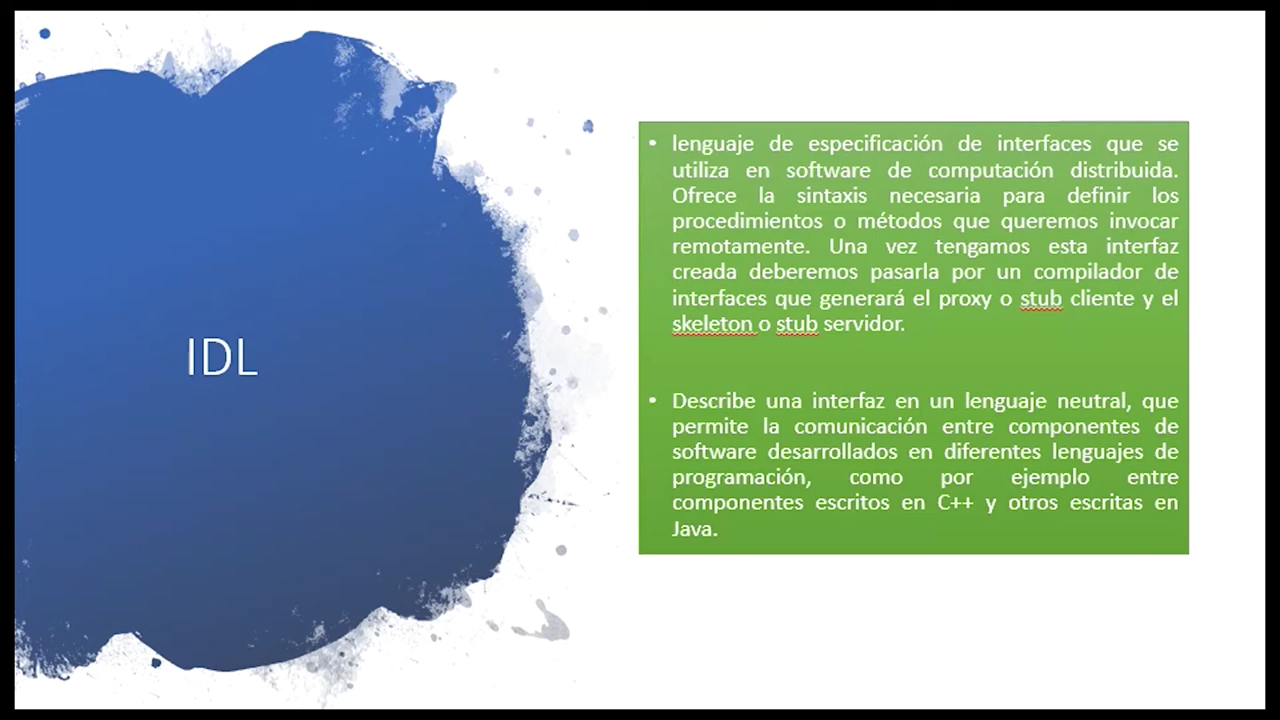 IDL
• lenguaje de especificación de interfaces que se
utiliza en software de computación distribuida.
Ofrece la sintaxis necesaria para definir los
procedimientos o métodos que queremos invocar
remotamente. Una vez tengamos esta interfaz
creada deberemos pasarla por un compilador de
interfaces que generará el proxy o stub cliente y el
skeleton o stub servidor.
• Describe una interfaz en un lenguaje neutral, que
permite la comunicación entre componentes de
software desarrollados en diferentes lenguajes de
programación, como por ejemplo entre
componentes escritos en C++ y otros escritas en
Java.